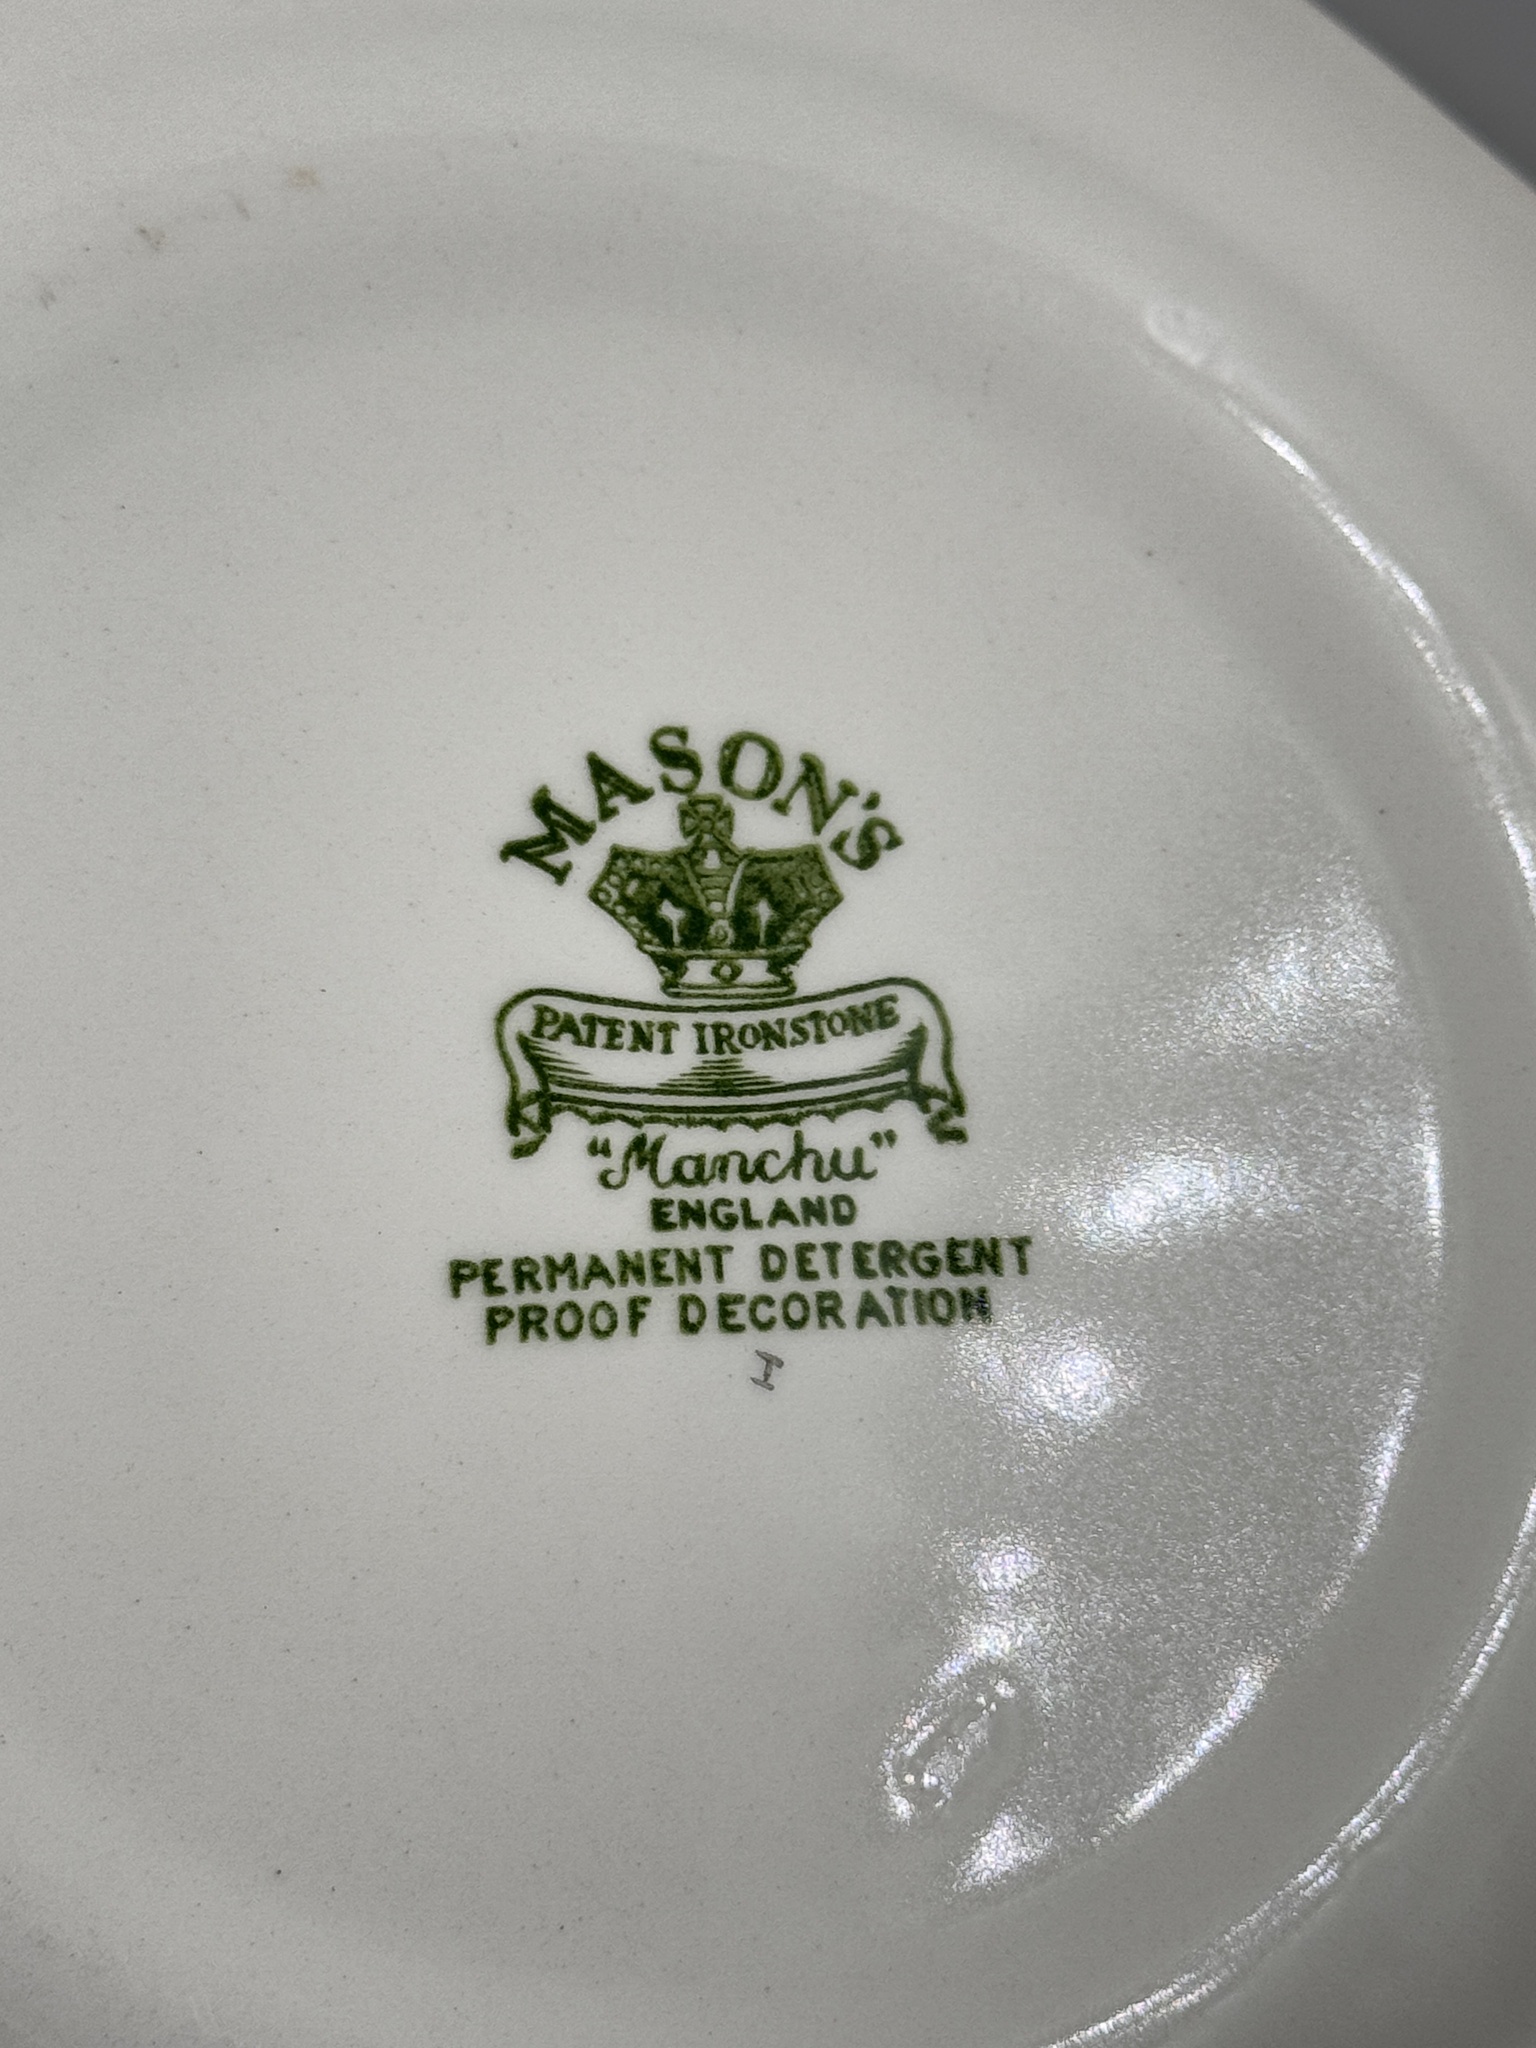 MASON'S
PATENT IRONSTONE
"Manchu"
ENGLAND
PERMANENT DETERGENT
PROOF DECORATION
I